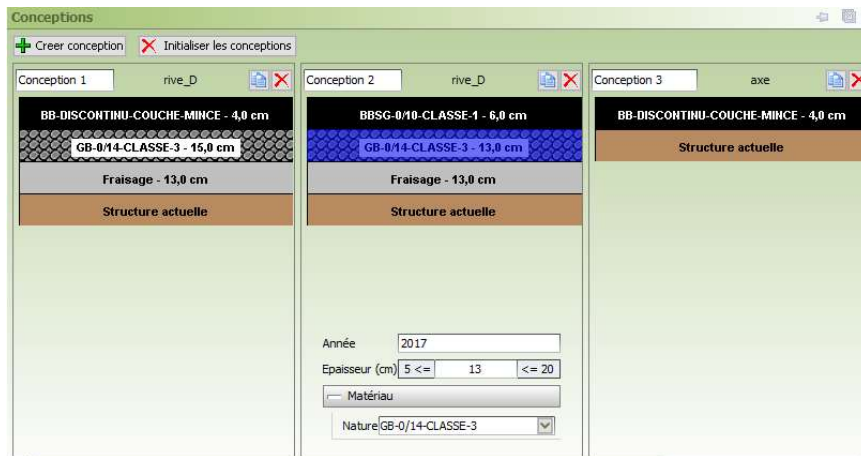 Conceptions
Creer conception Initialiser les conceptions
Conception 1 rive_D
BB-DISCONTINU-COUCHE-MINCE - 4,0 cm
GB-0/14-CLASSE-3 - 15,0 cm
Fraisage - 13,0 cm
Structure actuelle
Conception 2 rive_D
BBSG-0/10-CLASSE-1 - 6,0 cm
GB-0/14-CLASSE-3 - 13,0 cm
Fraisage - 13,0 cm
Structure actuelle
Année 2017
Epaisseur (cm) 5 <= 13 <= 20
Matériau
Nature GB-0/14-CLASSE-3
Conception 3 axe
BB-DISCONTINU-COUCHE-MINCE - 4,0 cm
Structure actuelle